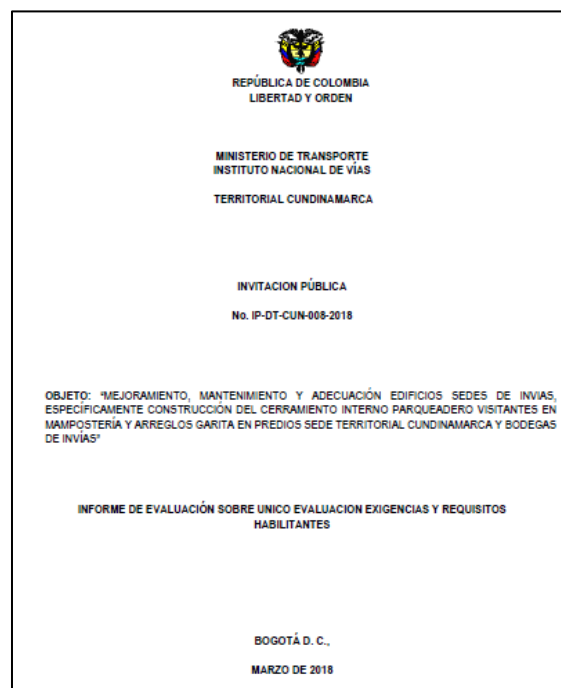 REPÚBLICA DE COLOMBIA
LIBERTAD Y ORDEN
MINISTERIO DE TRANSPORTE
INSTITUTO NACIONAL DE VÍAS
TERRITORIAL CUNDINAMARCA
INVITACION PÚBLICA
No. IP-DT-CUN-008-2018
OBJETO: “MEJORAMIENTO, MANTENIMIENTO Y ADECUACIÓN EDIFICIOS SEDES DE INVIAS,
ESPECÍFICAMENTE CONSTRUCCIÓN DEL CERRAMIENTO INTERNO PARQUEADERO VISITANTES EN
MAMPOSTERÍA Y ARREGLOS GARITA EN PREDIOS SEDE TERRITORIAL CUNDINAMARCA Y BODEGAS
DE INVÍAS”
INFORME DE EVALUACIÓN SOBRE UNICO EVALUACION EXIGENCIAS Y REQUISITOS
HABILITANTES
BOGOTÁ D. C.,
MARZO DE 2018